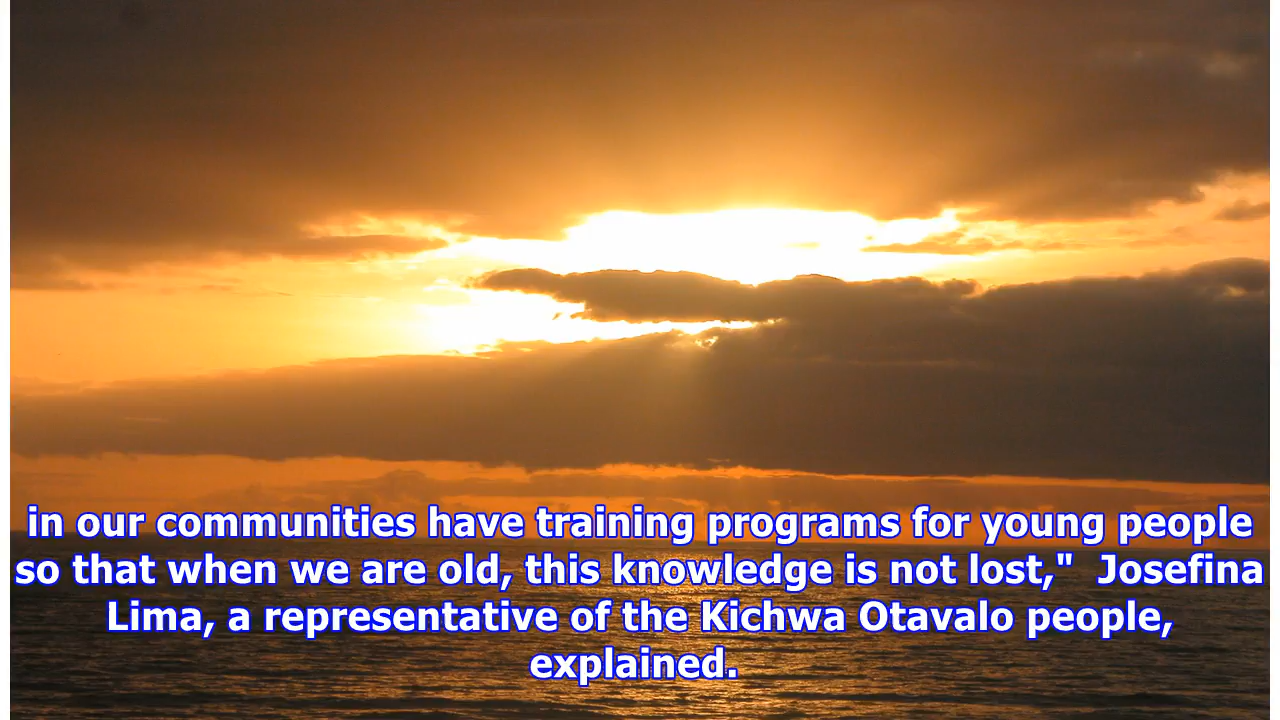 in our communities have training programs for young people
so that when we are old, this knowledge is not lost,"  Josefina
Lima, a representative of the Kichwa Otavalo people,
explained.